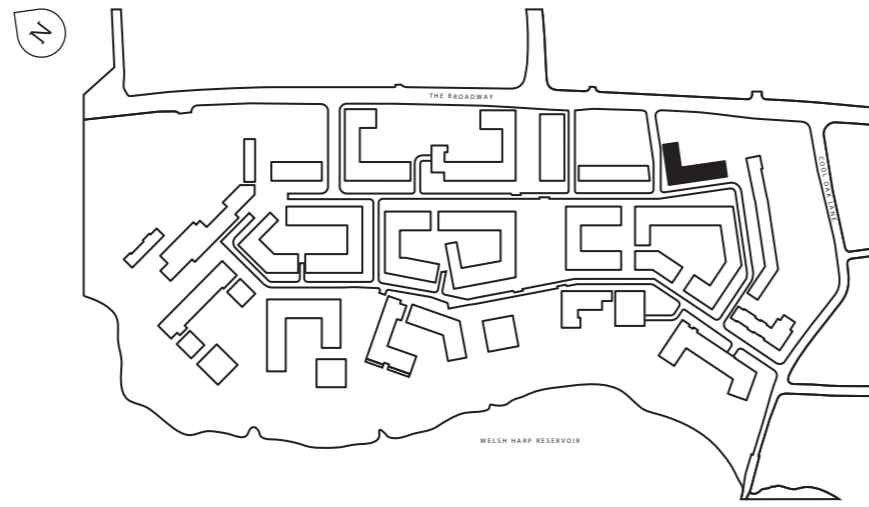 N
THE BROADWAY
COOL OAK LANE
WELSH HARP RESERVOIR